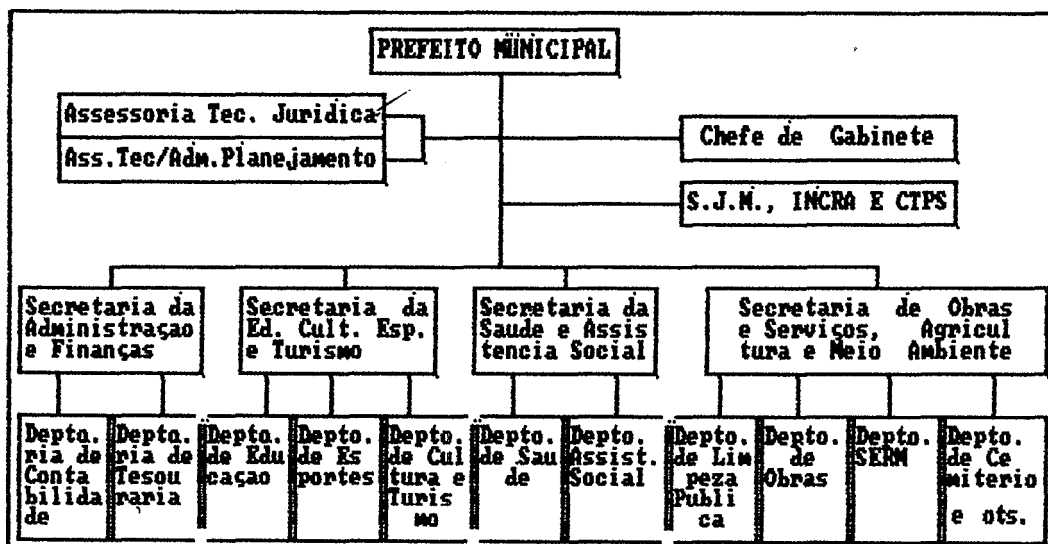 PREFEITO MÜNICIPAL
Assessoria Tec. Juridica
Ass.Tec/Adm.Planejamento
Chefe de Gabinete
S.J.M., INCRA E CTPS
Secretaria da
Administraçao
e Finanças
Secretaria da
Ed. Cult. Esp.
e Turismo
Secretaria da
Saude e Assis
tencia Social
Secretaria de Obras
e Serviços, Agricul
tura e Meio Ambiente
Depto.
ria de
Conta
bilida
de
Depto.
ria de
Tesou
raria
Depto.
de Edu
caçao
Depto.
de Es
portes
Depto.
de Cul
tura e
Turis
mo
Depto.
de Sau
de
Depto.
Assist.
Social
Depto.
de Lim
peza
Publi
ca
Depto.
de
Obras
Depto.
SERM
Depto.
de Ce
miterio
e ots.